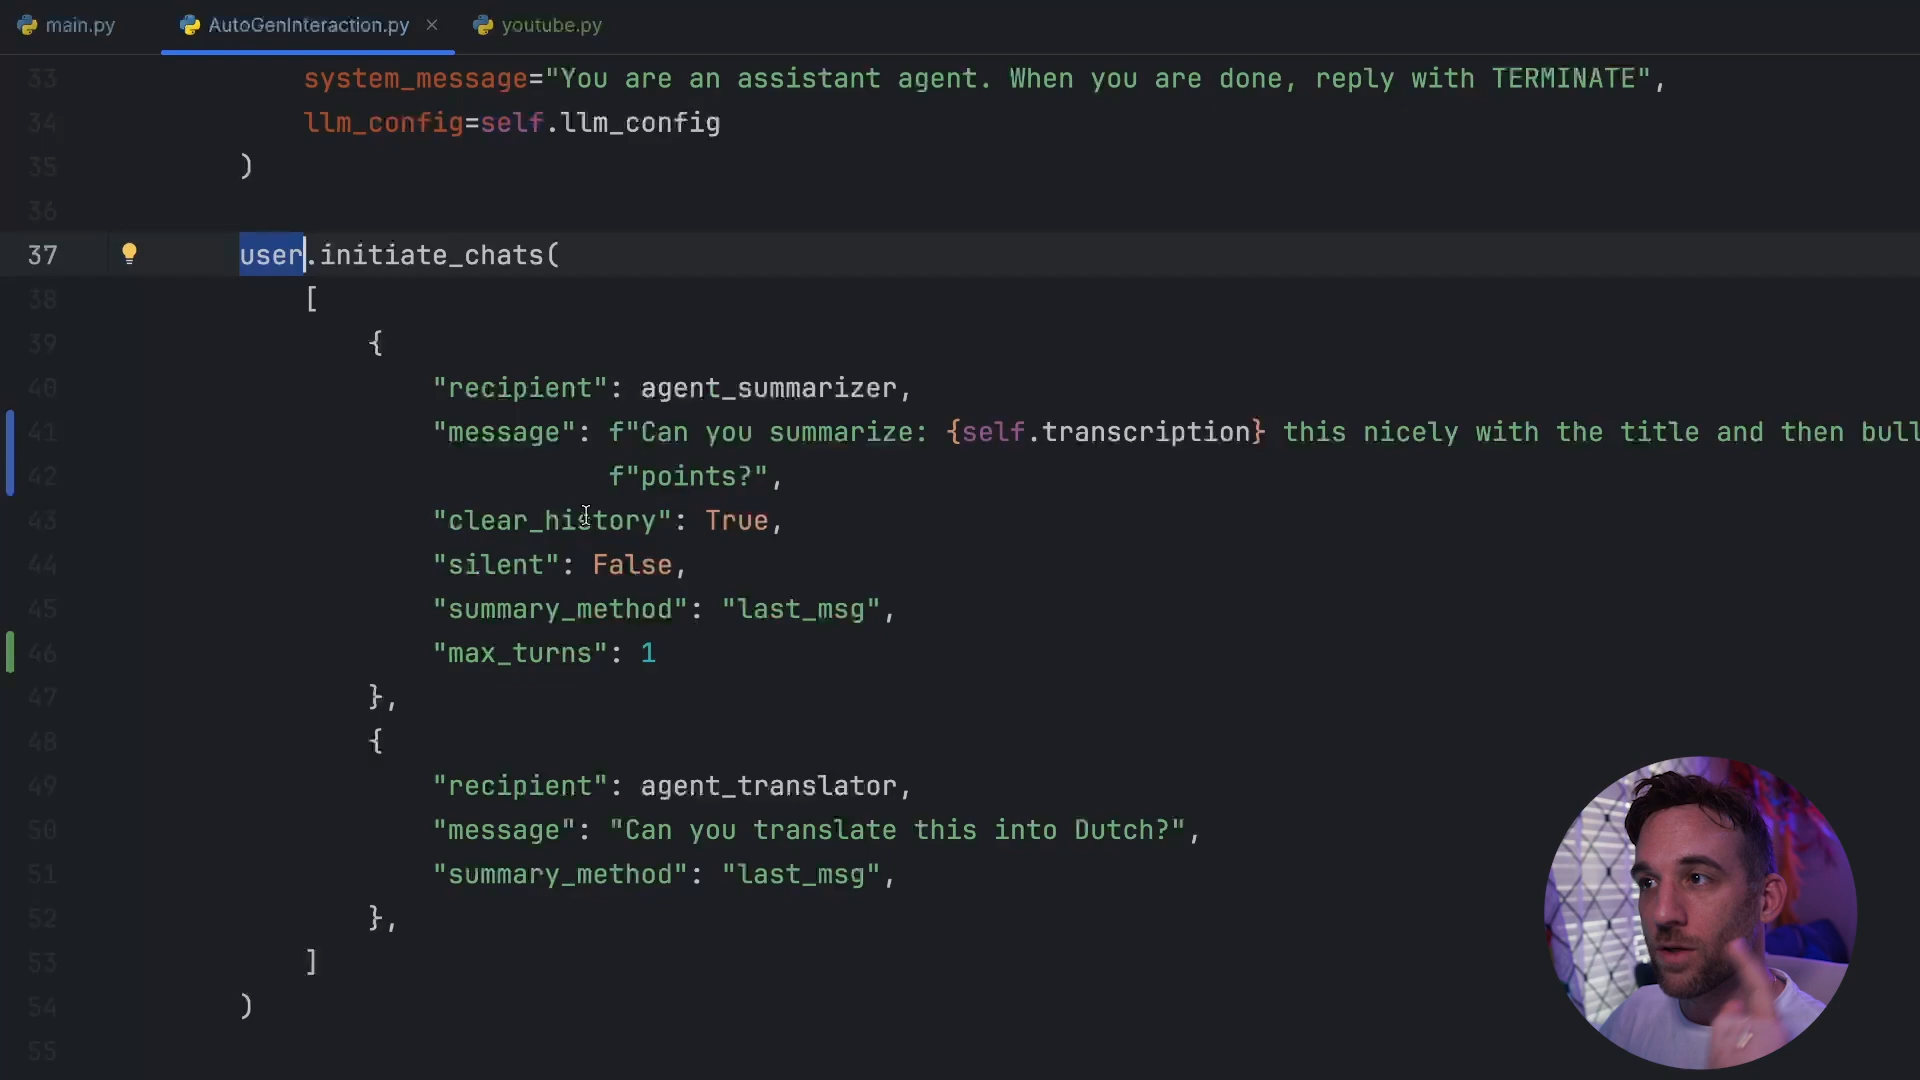 main.py AutoGenInteraction.py youtube.py
33 system_message="You are an assistant agent. When you are done, reply with TERMINATE",
34 llm_config=self.llm_config
35 )
36
37 user.initiate_chats(
38 [
39 {
40 "recipient": agent_summarizer,
41 "message": f"Can you summarize: {self.transcription} this nicely with the title and then bull
42 f"points?",
43 "clear_history": True,
44 "silent": False,
45 "summary_method": "last_msg",
46 "max_turns": 1
47 },
48 {
49 "recipient": agent_translator,
50 "message": "Can you translate this into Dutch?",
51 "summary_method": "last_msg",
52 },
53 ]
54 )
55